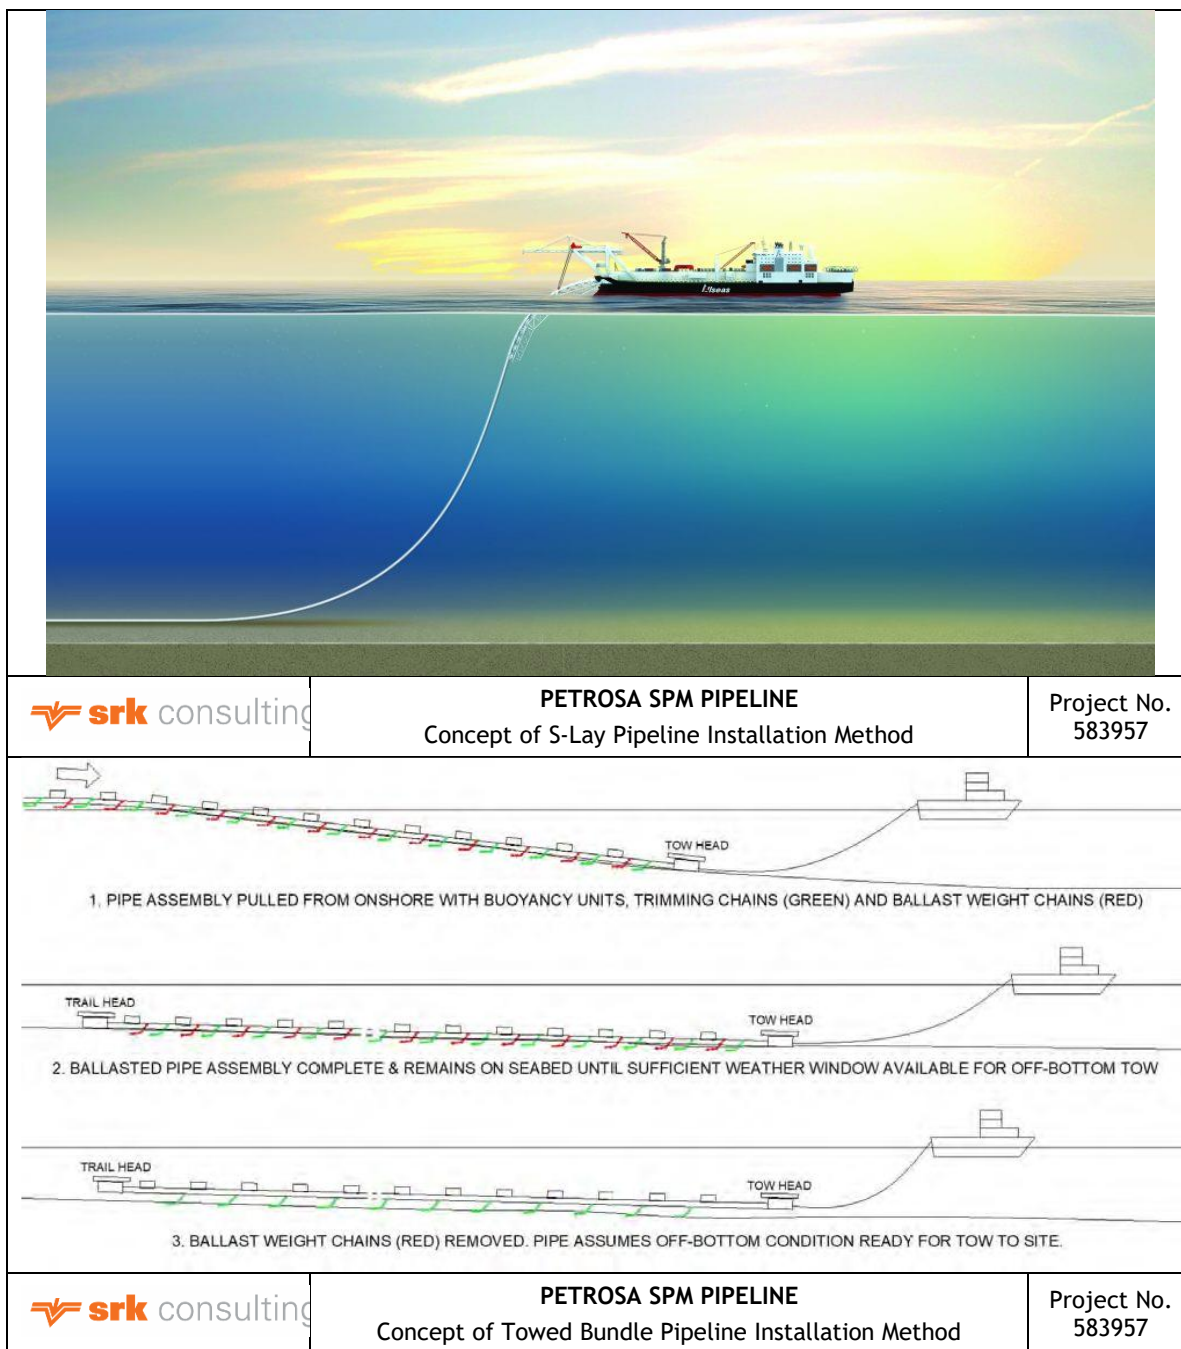 Allseas
srk consulting
PETROSA SPM PIPELINE
Concept of S-Lay Pipeline Installation Method
Project No.
583957
TOW HEAD
1. PIPE ASSEMBLY PULLED FROM ONSHORE WITH BUOYANCY UNITS, TRIMMING CHAINS (GREEN) AND BALLAST WEIGHT CHAINS (RED)
TRAIL HEAD
TOW HEAD
2. BALLASTED PIPE ASSEMBLY COMPLETE & REMAINS ON SEABED UNTIL SUFFICIENT WEATHER WINDOW AVAILABLE FOR OFF-BOTTOM TOW
TRAIL HEAD
TOW HEAD
3. BALLAST WEIGHT CHAINS (RED) REMOVED. PIPE ASSUMES OFF-BOTTOM CONDITION READY FOR TOW TO SITE.
srk consulting
PETROSA SPM PIPELINE
Concept of Towed Bundle Pipeline Installation Method
Project No.
583957